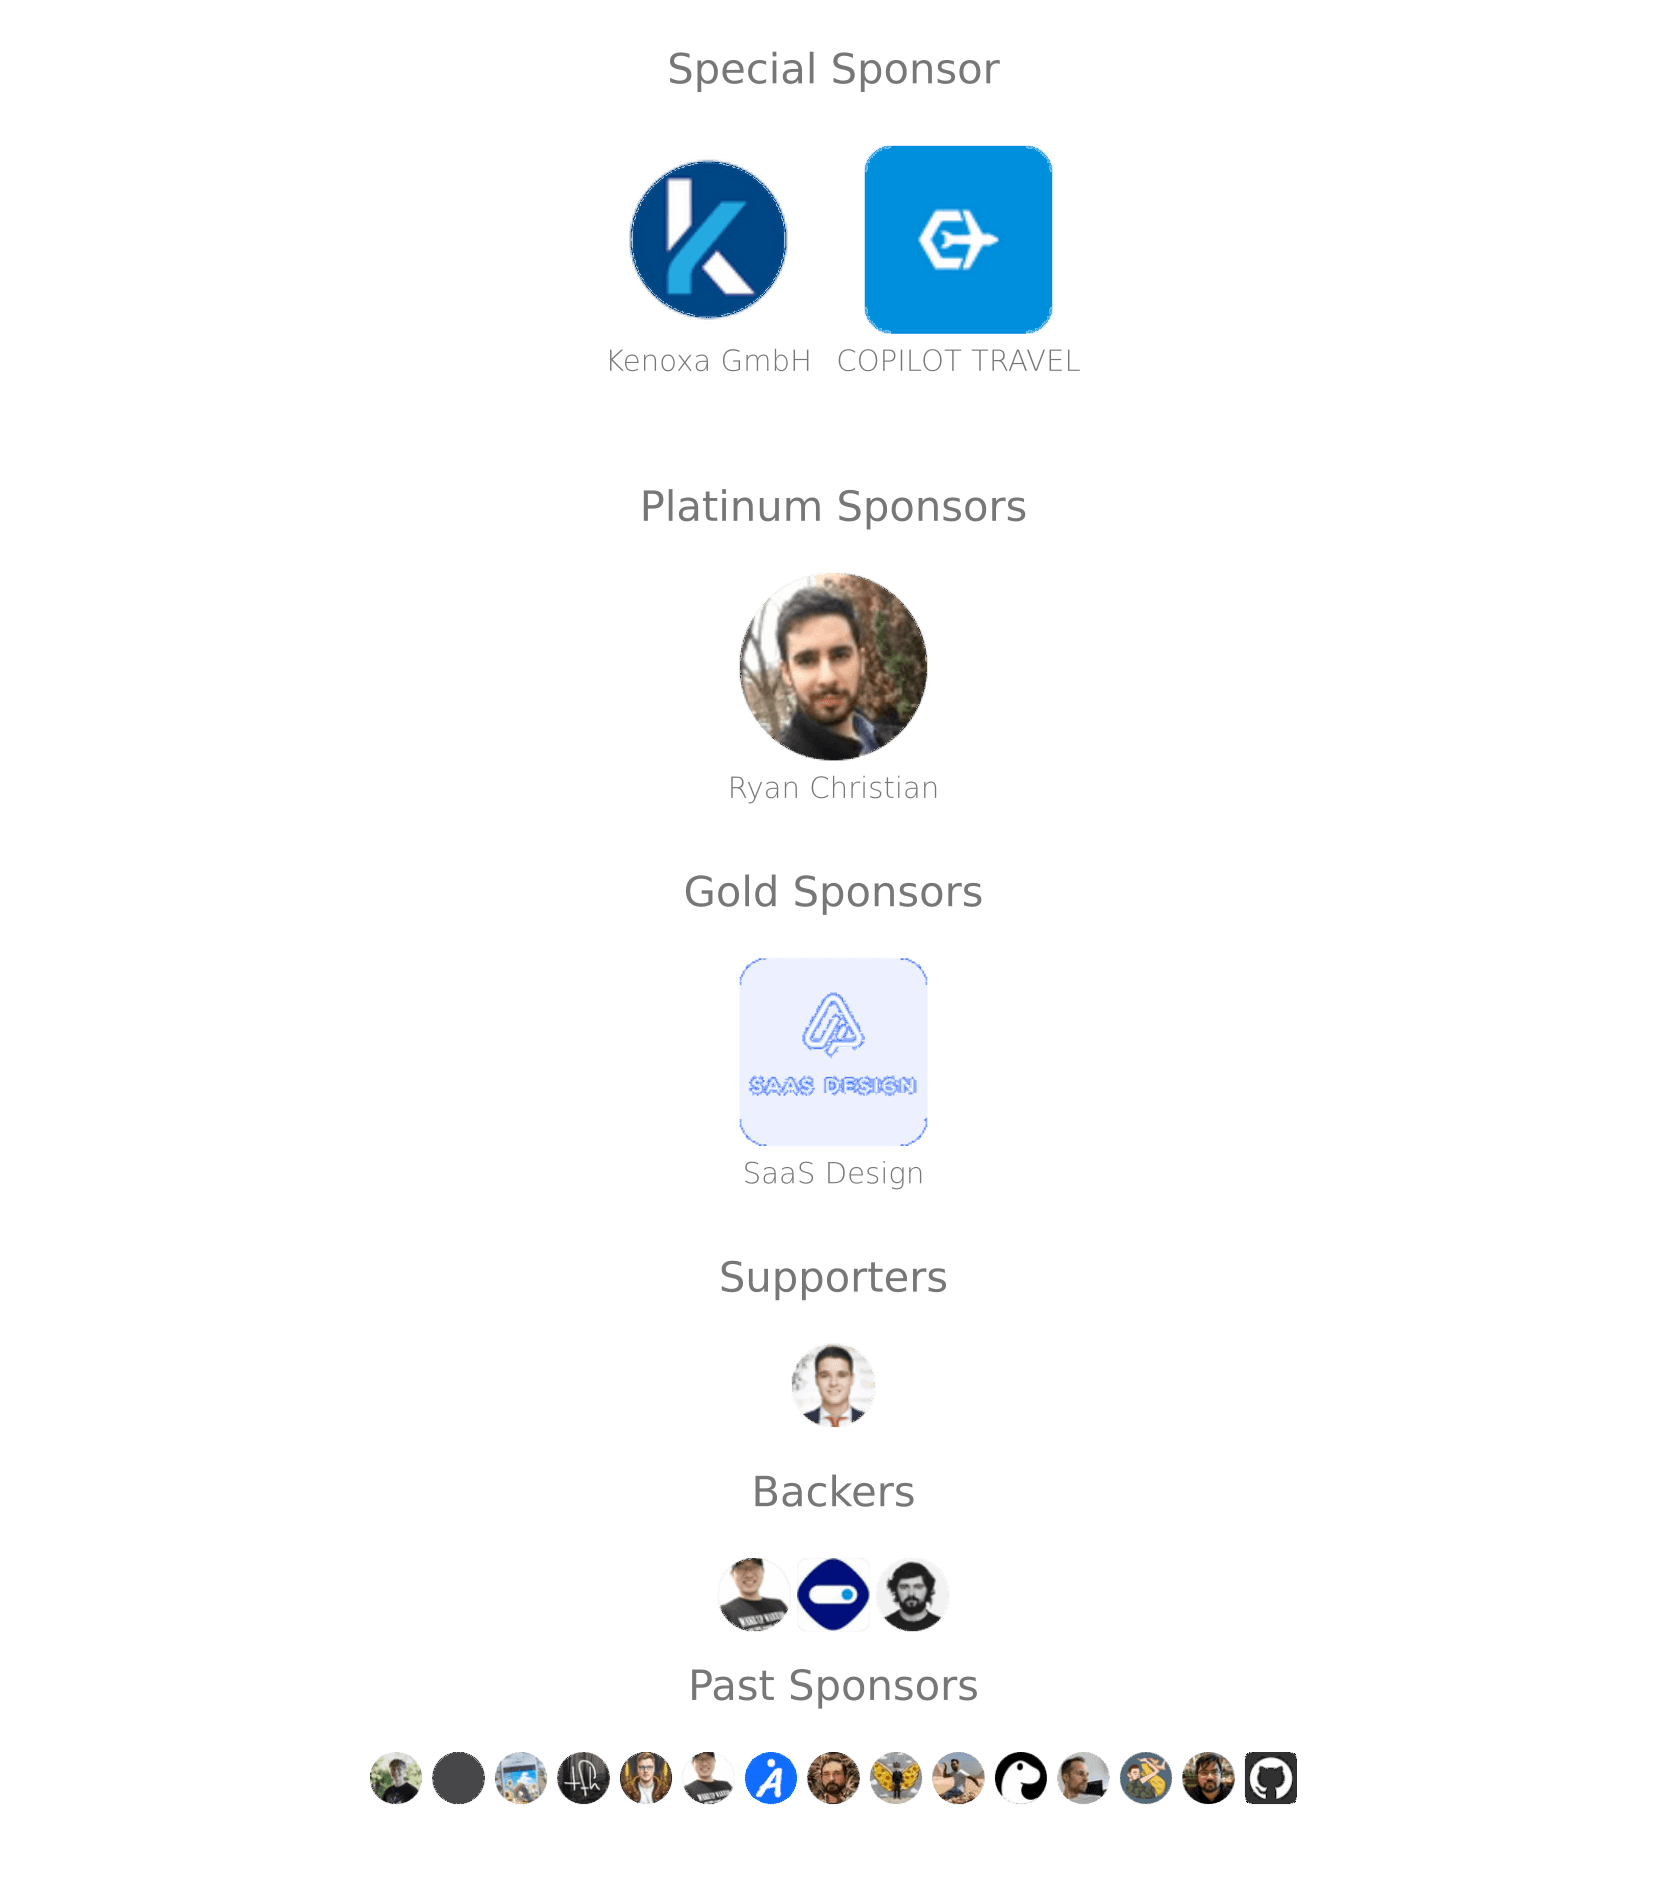 Special Sponsor
Kenoxa GmbH COPILOT TRAVEL
Platinum Sponsors
Ryan Christian
Gold Sponsors
SAAS DESIGN
SaaS Design
Supporters
Backers
Past Sponsors